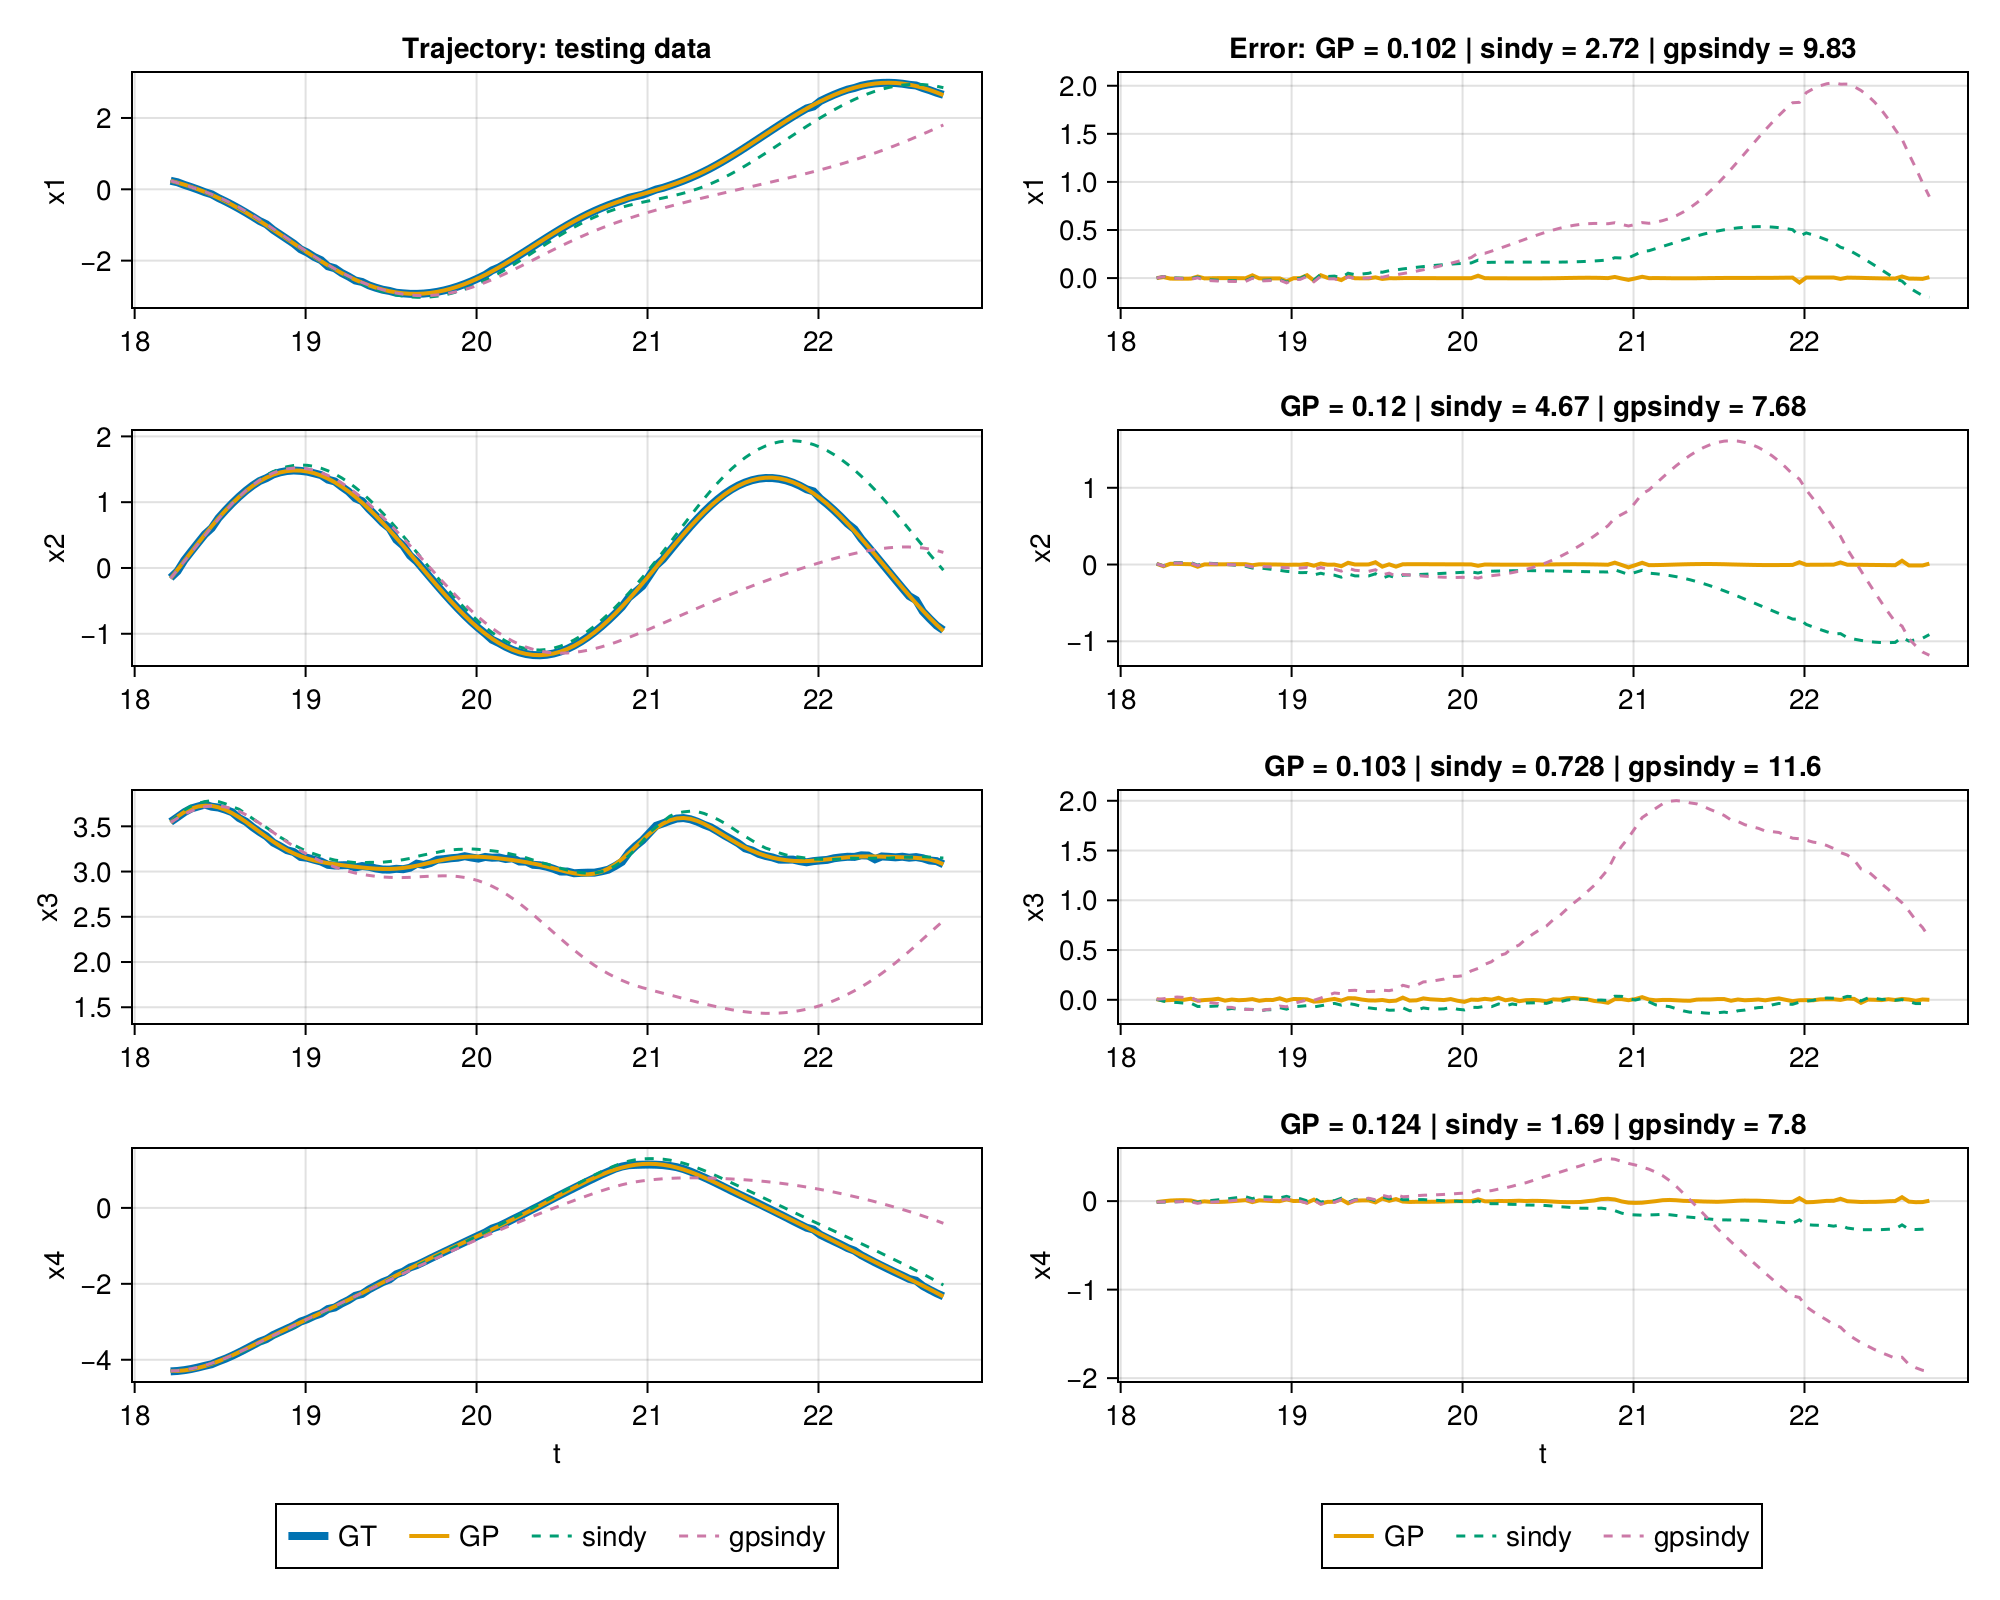 Trajectory: testing data
x1
2
0
−2
18 19 20 21 22
Error: GP = 0.102 | sindy = 2.72 | gpsindy = 9.83
x1
2.0
1.5
1.0
0.5
0.0
18 19 20 21 22
x2
2
1
0
−1
18 19 20 21 22
GP = 0.12 | sindy = 4.67 | gpsindy = 7.68
x2
1
0
−1
18 19 20 21 22
x3
3.5
3.0
2.5
2.0
1.5
18 19 20 21 22
GP = 0.103 | sindy = 0.728 | gpsindy = 11.6
x3
2.0
1.5
1.0
0.5
0.0
18 19 20 21 22
x4
0
−2
−4
18 19 20 21 22
t
GP = 0.124 | sindy = 1.69 | gpsindy = 7.8
x4
0
−1
−2
18 19 20 21 22
t
GT GP sindy gpsindy
GP sindy gpsindy